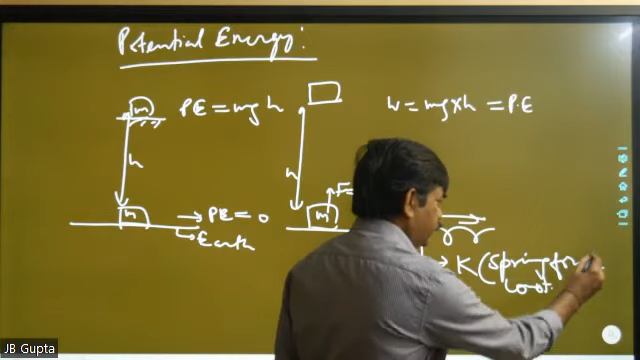 Potential Energy:
m PE = mgh
W = mg×h = P.E
h
h
m → PE = 0
Earth
m F=
→ K (Spring
const.
JB Gupta